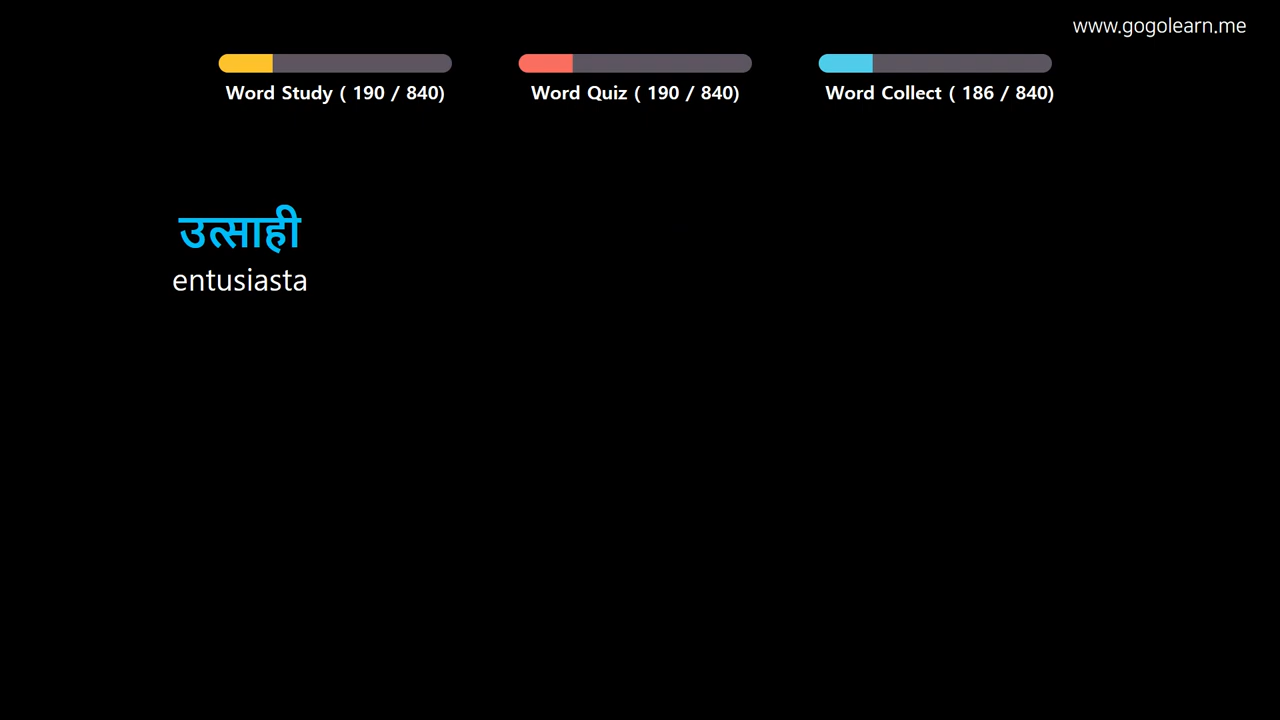 www.gogolearn.me
Word Study ( 190 / 840)
Word Quiz ( 190 / 840)
Word Collect ( 186 / 840)
उत्साही
entusiasta